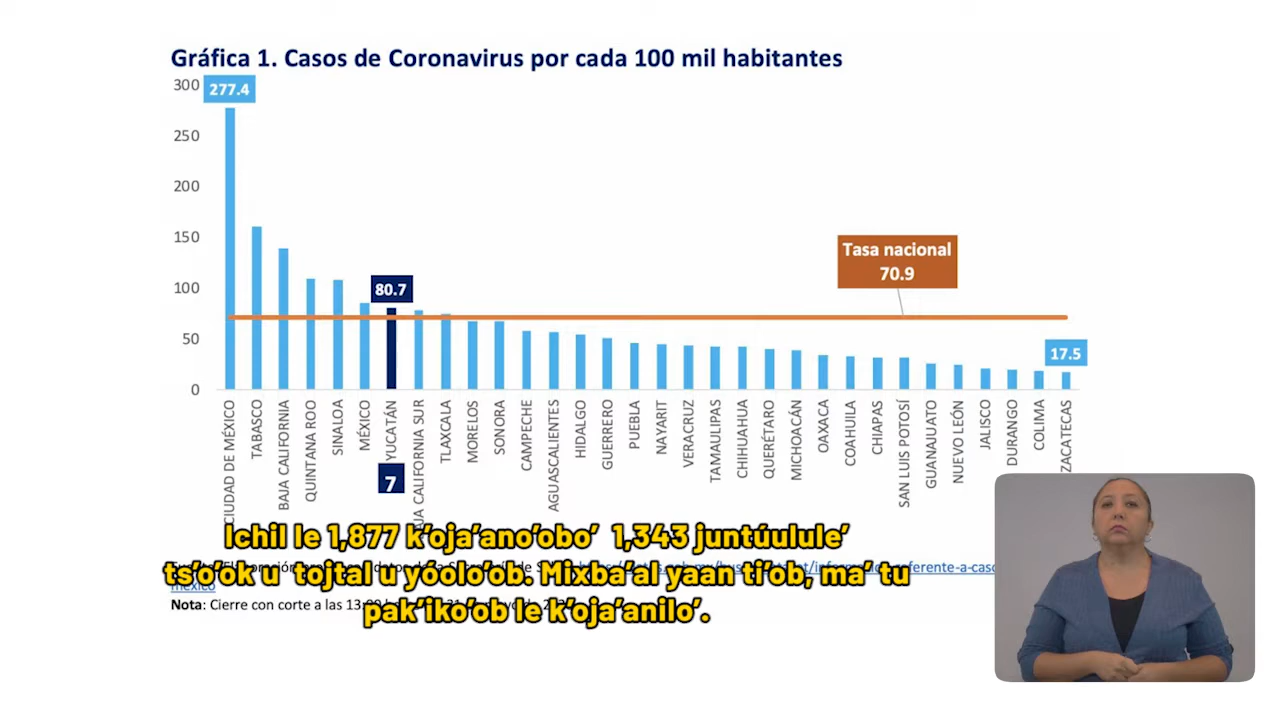 Gráfica 1. Casos de Coronavirus por cada 100 mil habitantes
300
277.4
250
200
150
Tasa nacional
70.9
100
80.7
50
17.5
0
CIUDAD DE MÉXICO
TABASCO
BAJA CALIFORNIA
QUINTANA ROO
SINALOA
MÉXICO
YUCATÁN
CALIFORNIA SUR
TLAXCALA
MORELOS
SONORA
CAMPECHE
AGUASCALIENTES
HIDALGO
GUERRERO
PUEBLA
NAYARIT
VERACRUZ
TAMAULIPAS
CHIHUAHUA
QUERÉTARO
MICHOACÁN
OAXACA
COAHUILA
CHIAPAS
SAN LUIS POTOSÍ
GUANAJUATO
NUEVO LEÓN
JALISCO
DURANGO
COLIMA
ZACATECAS
7
Ichil le 1,877 k'oja'ano'obo' 1,343 juntúulule'
ts'o'ok u tojtal u yóolo'ob. Mixba'al yaan ti'ob, ma' tu
pak'iko'ob le k'oja'anilo'.
mexico
Nota: Cierre con corte a las